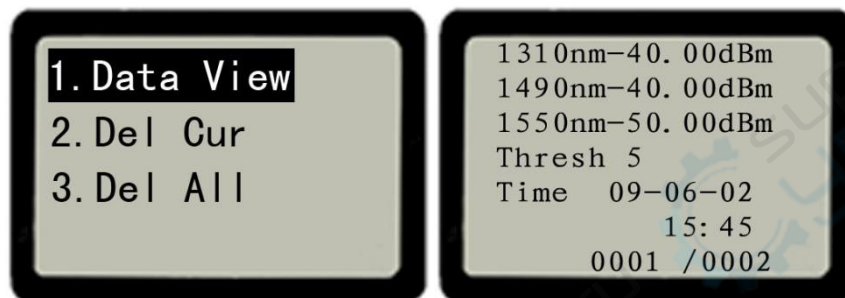 1.Data View
2.Del Cur
3.Del All
1310nm-40.00dBm
1490nm-40.00dBm
1550nm-50.00dBm
Thresh 5
Time 09-06-02
15:45
0001 /0002